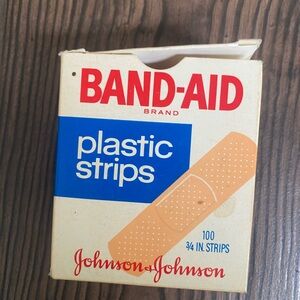 BAND-AID
BRAND
plastic
strips
100
3/4 IN. STRIPS
Johnson & Johnson